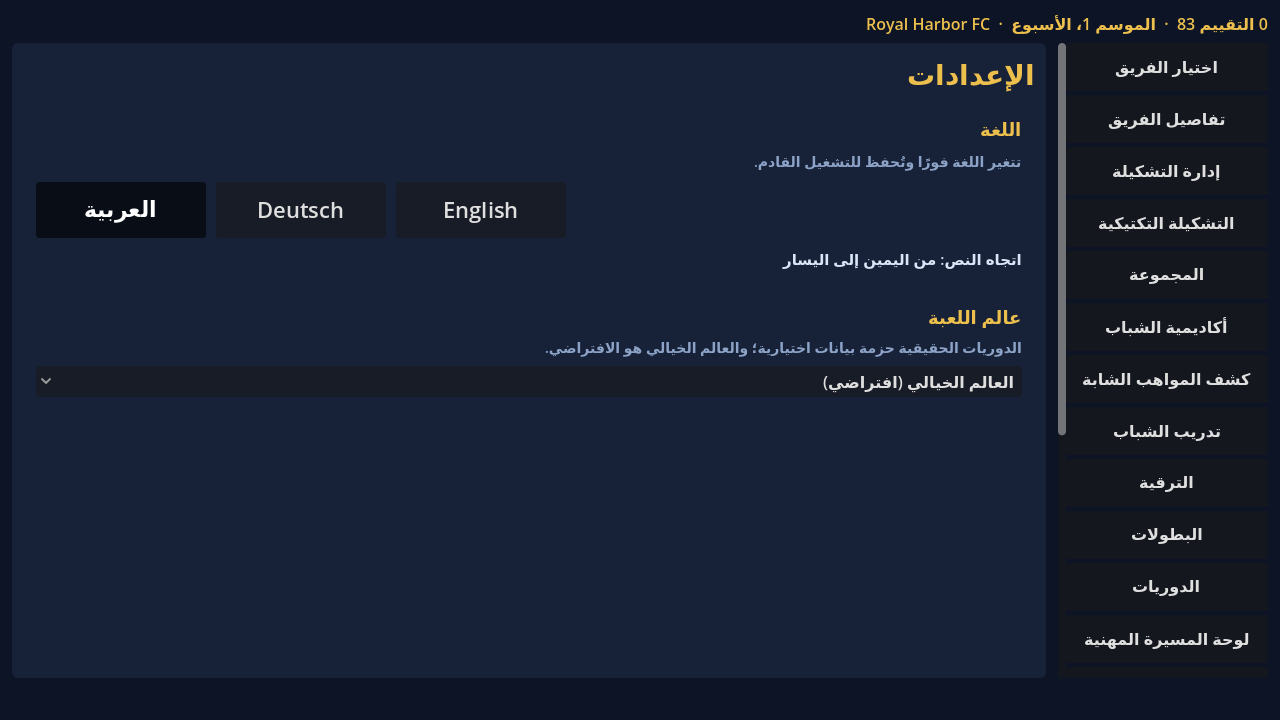 0 التقييم 83 · الموسم 1، الأسبوع · Royal Harbor FC
اختيار الفريق
تفاصيل الفريق
إدارة التشكيلة
التشكيلة التكتيكية
المجموعة
أكاديمية الشباب
كشف المواهب الشابة
تدريب الشباب
الترقية
البطولات
الدوريات
لوحة المسيرة المهنية
الإعدادات
اللغة
تتغير اللغة فورًا وتُحفظ للتشغيل القادم.
English
Deutsch
العربية
اتجاه النص: من اليمين إلى اليسار
عالم اللعبة
الدوريات الحقيقية حزمة بيانات اختيارية؛ والعالم الخيالي هو الافتراضي.
العالم الخيالي (افتراضي)